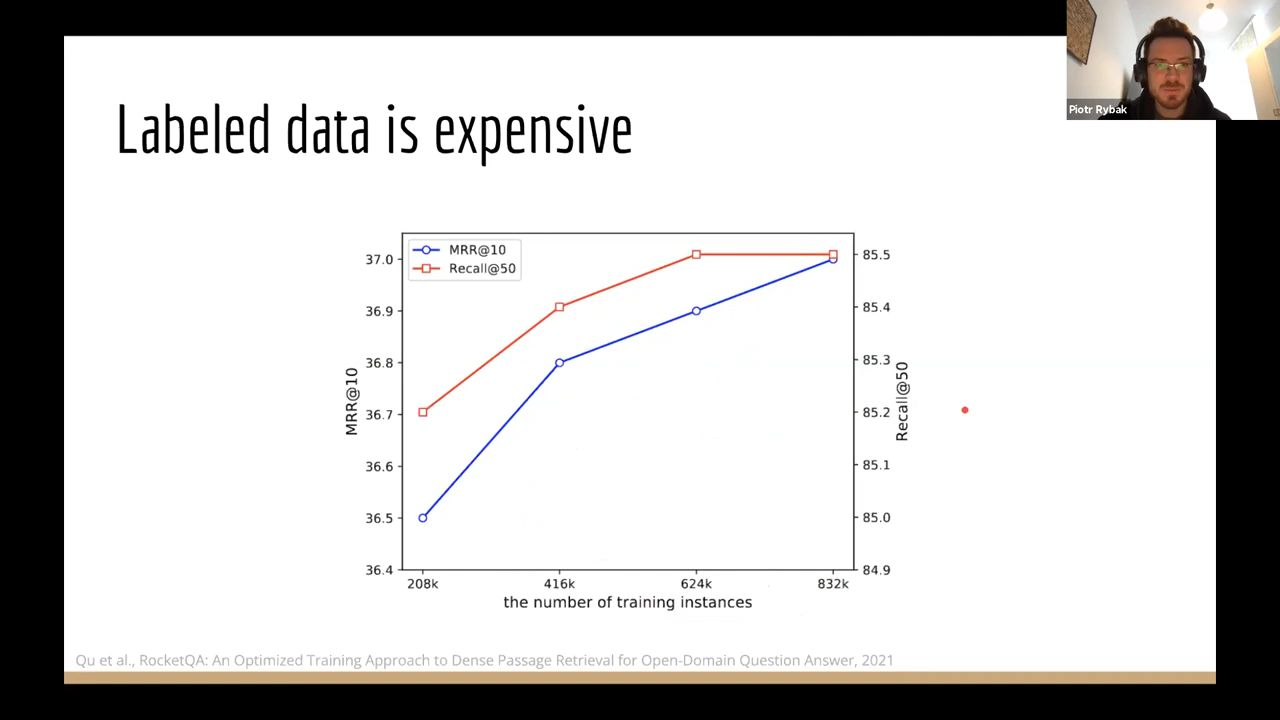 Piotr Rybak
Labeled data is expensive
MRR@10
Recall@50
37.0
36.9
36.8
36.7
36.6
36.5
36.4
MRR@10
85.5
85.4
85.3
85.2
85.1
85.0
84.9
Recall@50
208k 416k 624k 832k
the number of training instances
Qu et al., RocketQA: An Optimized Training Approach to Dense Passage Retrieval for Open-Domain Question Answer, 2021